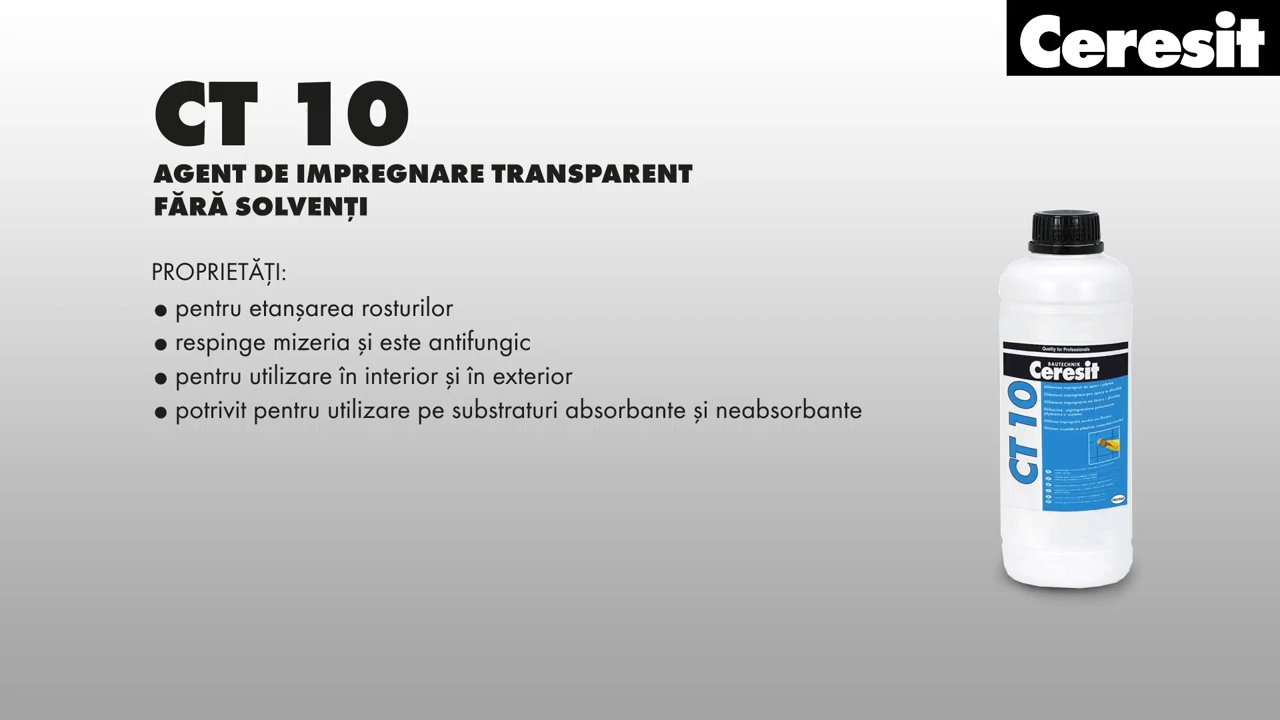 Ceresit
CT 10
AGENT DE IMPREGNARE TRANSPARENT
FĂRĂ SOLVENȚI
PROPRIETĂȚI:
● pentru etanșarea rosturilor
● respinge mizeria și este antifungic
● pentru utilizare în interior și în exterior
● potrivit pentru utilizare pe substraturi absorbante și neabsorbante
Quality for Professionals
BAUTECHNIK
Ceresit
CT 10
Henkel